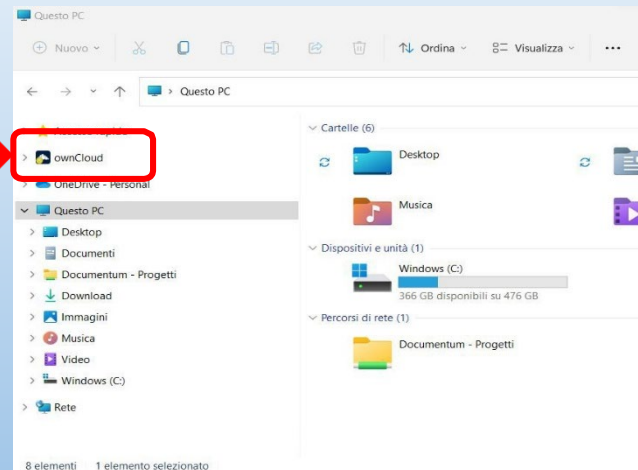 Questo PC
Nuovo
Ordina
Visualizza
Questo PC
Accesso rapido
ownCloud
OneDrive - Personal
Questo PC
Desktop
Documenti
Documentum - Progetti
Download
Immagini
Musica
Video
Windows (C:)
Rete
Cartelle (6)
Desktop
Musica
Dispositivi e unità (1)
Windows (C:)
366 GB disponibili su 476 GB
Percorsi di rete (1)
Documentum - Progetti
8 elementi 1 elemento selezionato